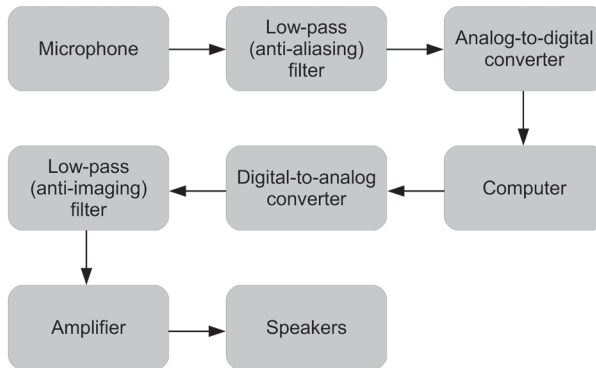 Microphone
Low-pass
(anti-aliasing)
filter
Analog-to-digital
converter
Low-pass
(anti-imaging)
filter
Digital-to-analog
converter
Computer
Amplifier
Speakers